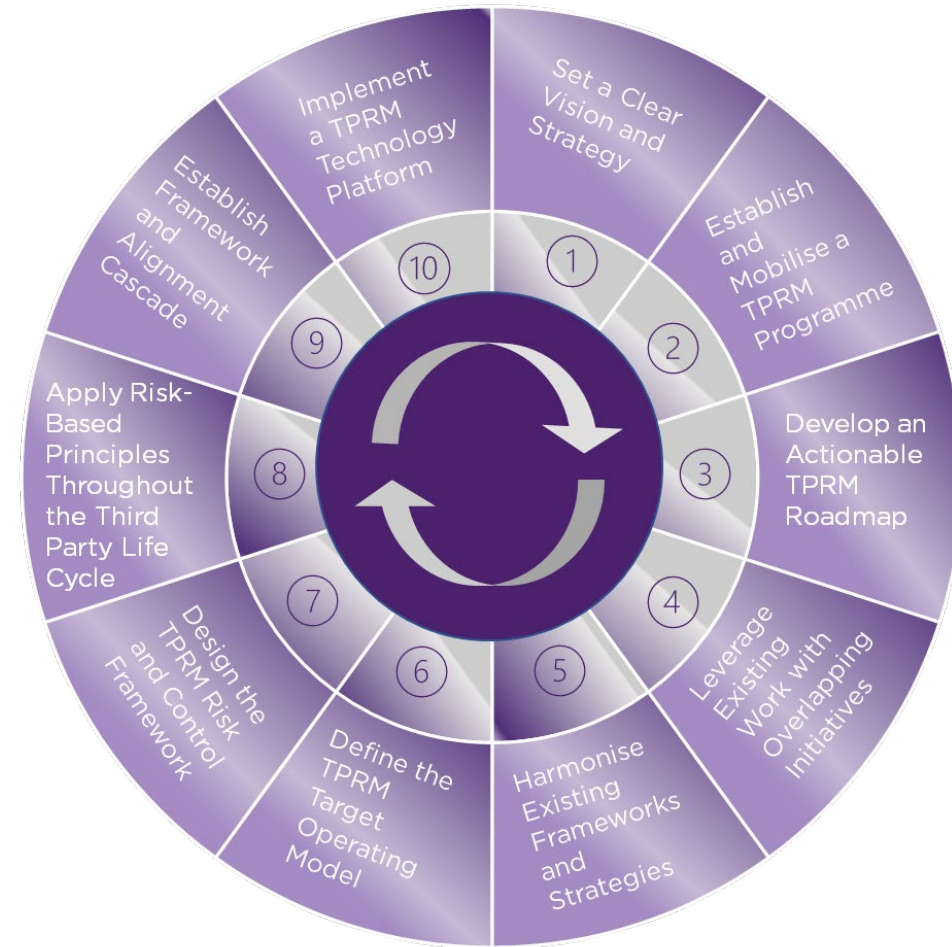 1
Set a Clear
Vision and
Strategy
2
Establish
and
Mobilise a
TPRM
Programme
3
Develop an
Actionable
TPRM
Roadmap
4
Leverage
Existing
Work with
Overlapping
Initiatives
5
Harmonise
Existing
Frameworks
and
Strategies
6
Define the
TPRM
Target
Operating
Model
7
Design the
TPRM Risk
and Control
Framework
8
Apply Risk-
Based
Principles
Throughout
the Third
Party Life
Cycle
9
Establish
Framework
and
Alignment
Cascade
10
Implement
a TPRM
Technology
Platform